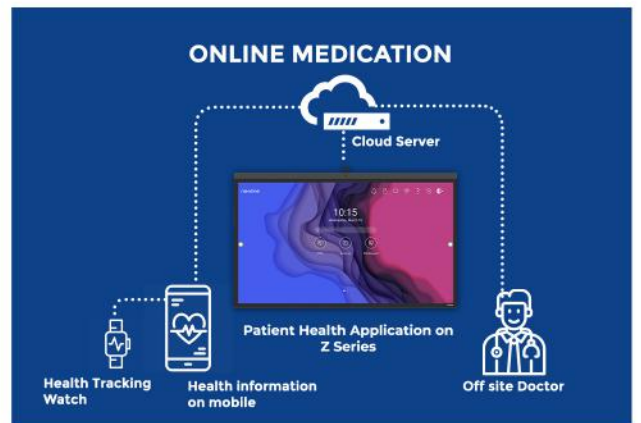 ONLINE MEDICATION
Cloud Server
10:15
Patient Health Application on
Z Series
Health Tracking
Watch
Health information
on mobile
Off site Doctor